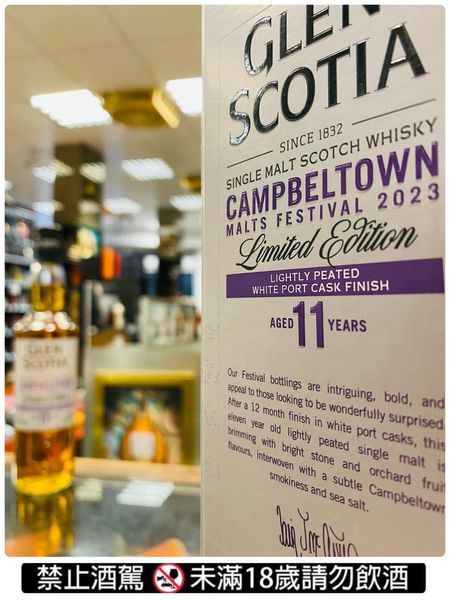 GLEN
SCOTIA
SINCE 1832
SINGLE MALT SCOTCH WHISKY
CAMPBELTOWN
MALTS FESTIVAL 2023
Limited Edition
LIGHTLY PEATED
WHITE PORT CASK FINISH
AGED 11 YEARS
Our Festival bottlings are intriguing, bold, and
appeal to those looking to be wonderfully surprised.
After a 12 month finish in white port casks, this
eleven year old lightly peated single malt is
brimming with bright stone and orchard fruit
flavours, interwoven with a subtle Campbeltown
smokiness and sea salt.
GLEN
SCOTIA
CAMPBELTOWN
禁止酒駕 未滿18歲請勿飲酒